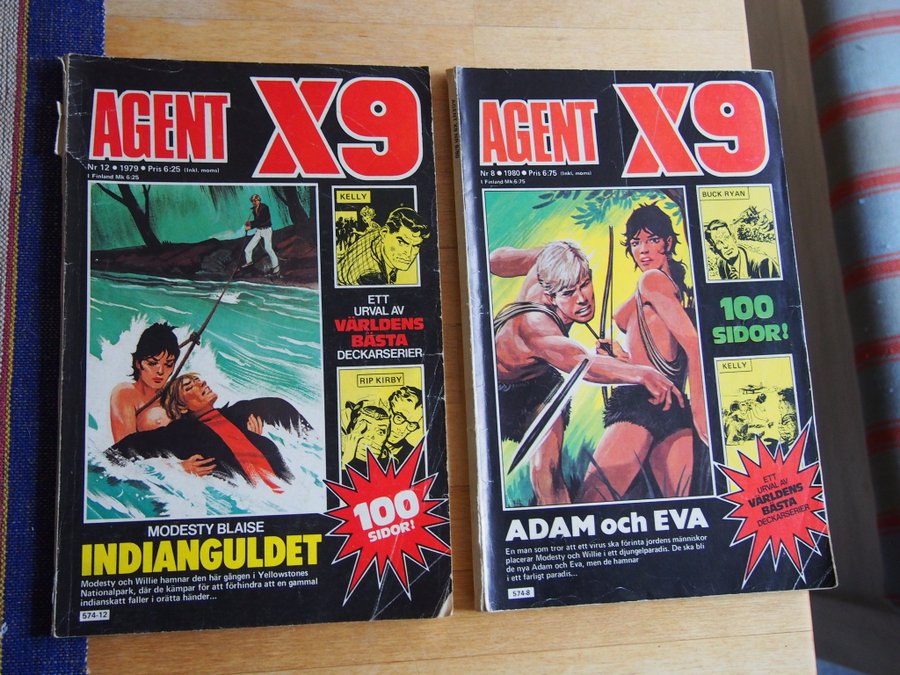 AGENT X9
Nr 12 • 1979 • Pris 6:25 (Inkl. moms)
I Finland Mk 6:25
KELLY
ETT
URVAL AV
VÄRLDENS
BÄSTA
DECKARSERIER
RIP KIRBY
100
SIDOR!
MODESTY BLAISE
INDIANGULDET
Modesty och Willie hamnar den här gången i Yellowstones
Nationalpark, där de kämpar för att förhindra att en gammal
indianskatt faller i orätta händer...
574-12
AGENT X9
Nr 8 • 1980 • Pris 6:75 (Inkl. moms)
I Finland Mk 6:75
BUCK RYAN
100
SIDOR!
KELLY
ETT
URVAL AV
VÄRLDENS
BÄSTA
DECKARSERIER
ADAM och EVA
En man som tror att ett virus ska förinta jordens människor
placerar Modesty och Willie i ett djungelparadis. De ska bli
de nya Adam och Eva, men de hamnar
i ett farligt paradis...
574-8